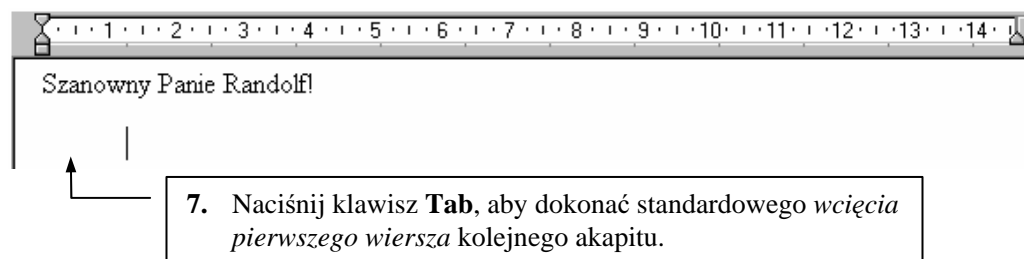 1 2 3 4 5 6 7 8 9 10 11 12 13 14
Szanowny Panie Randolf!
7. Naciśnij klawisz Tab, aby dokonać standardowego wcięcia
pierwszego wiersza kolejnego akapitu.